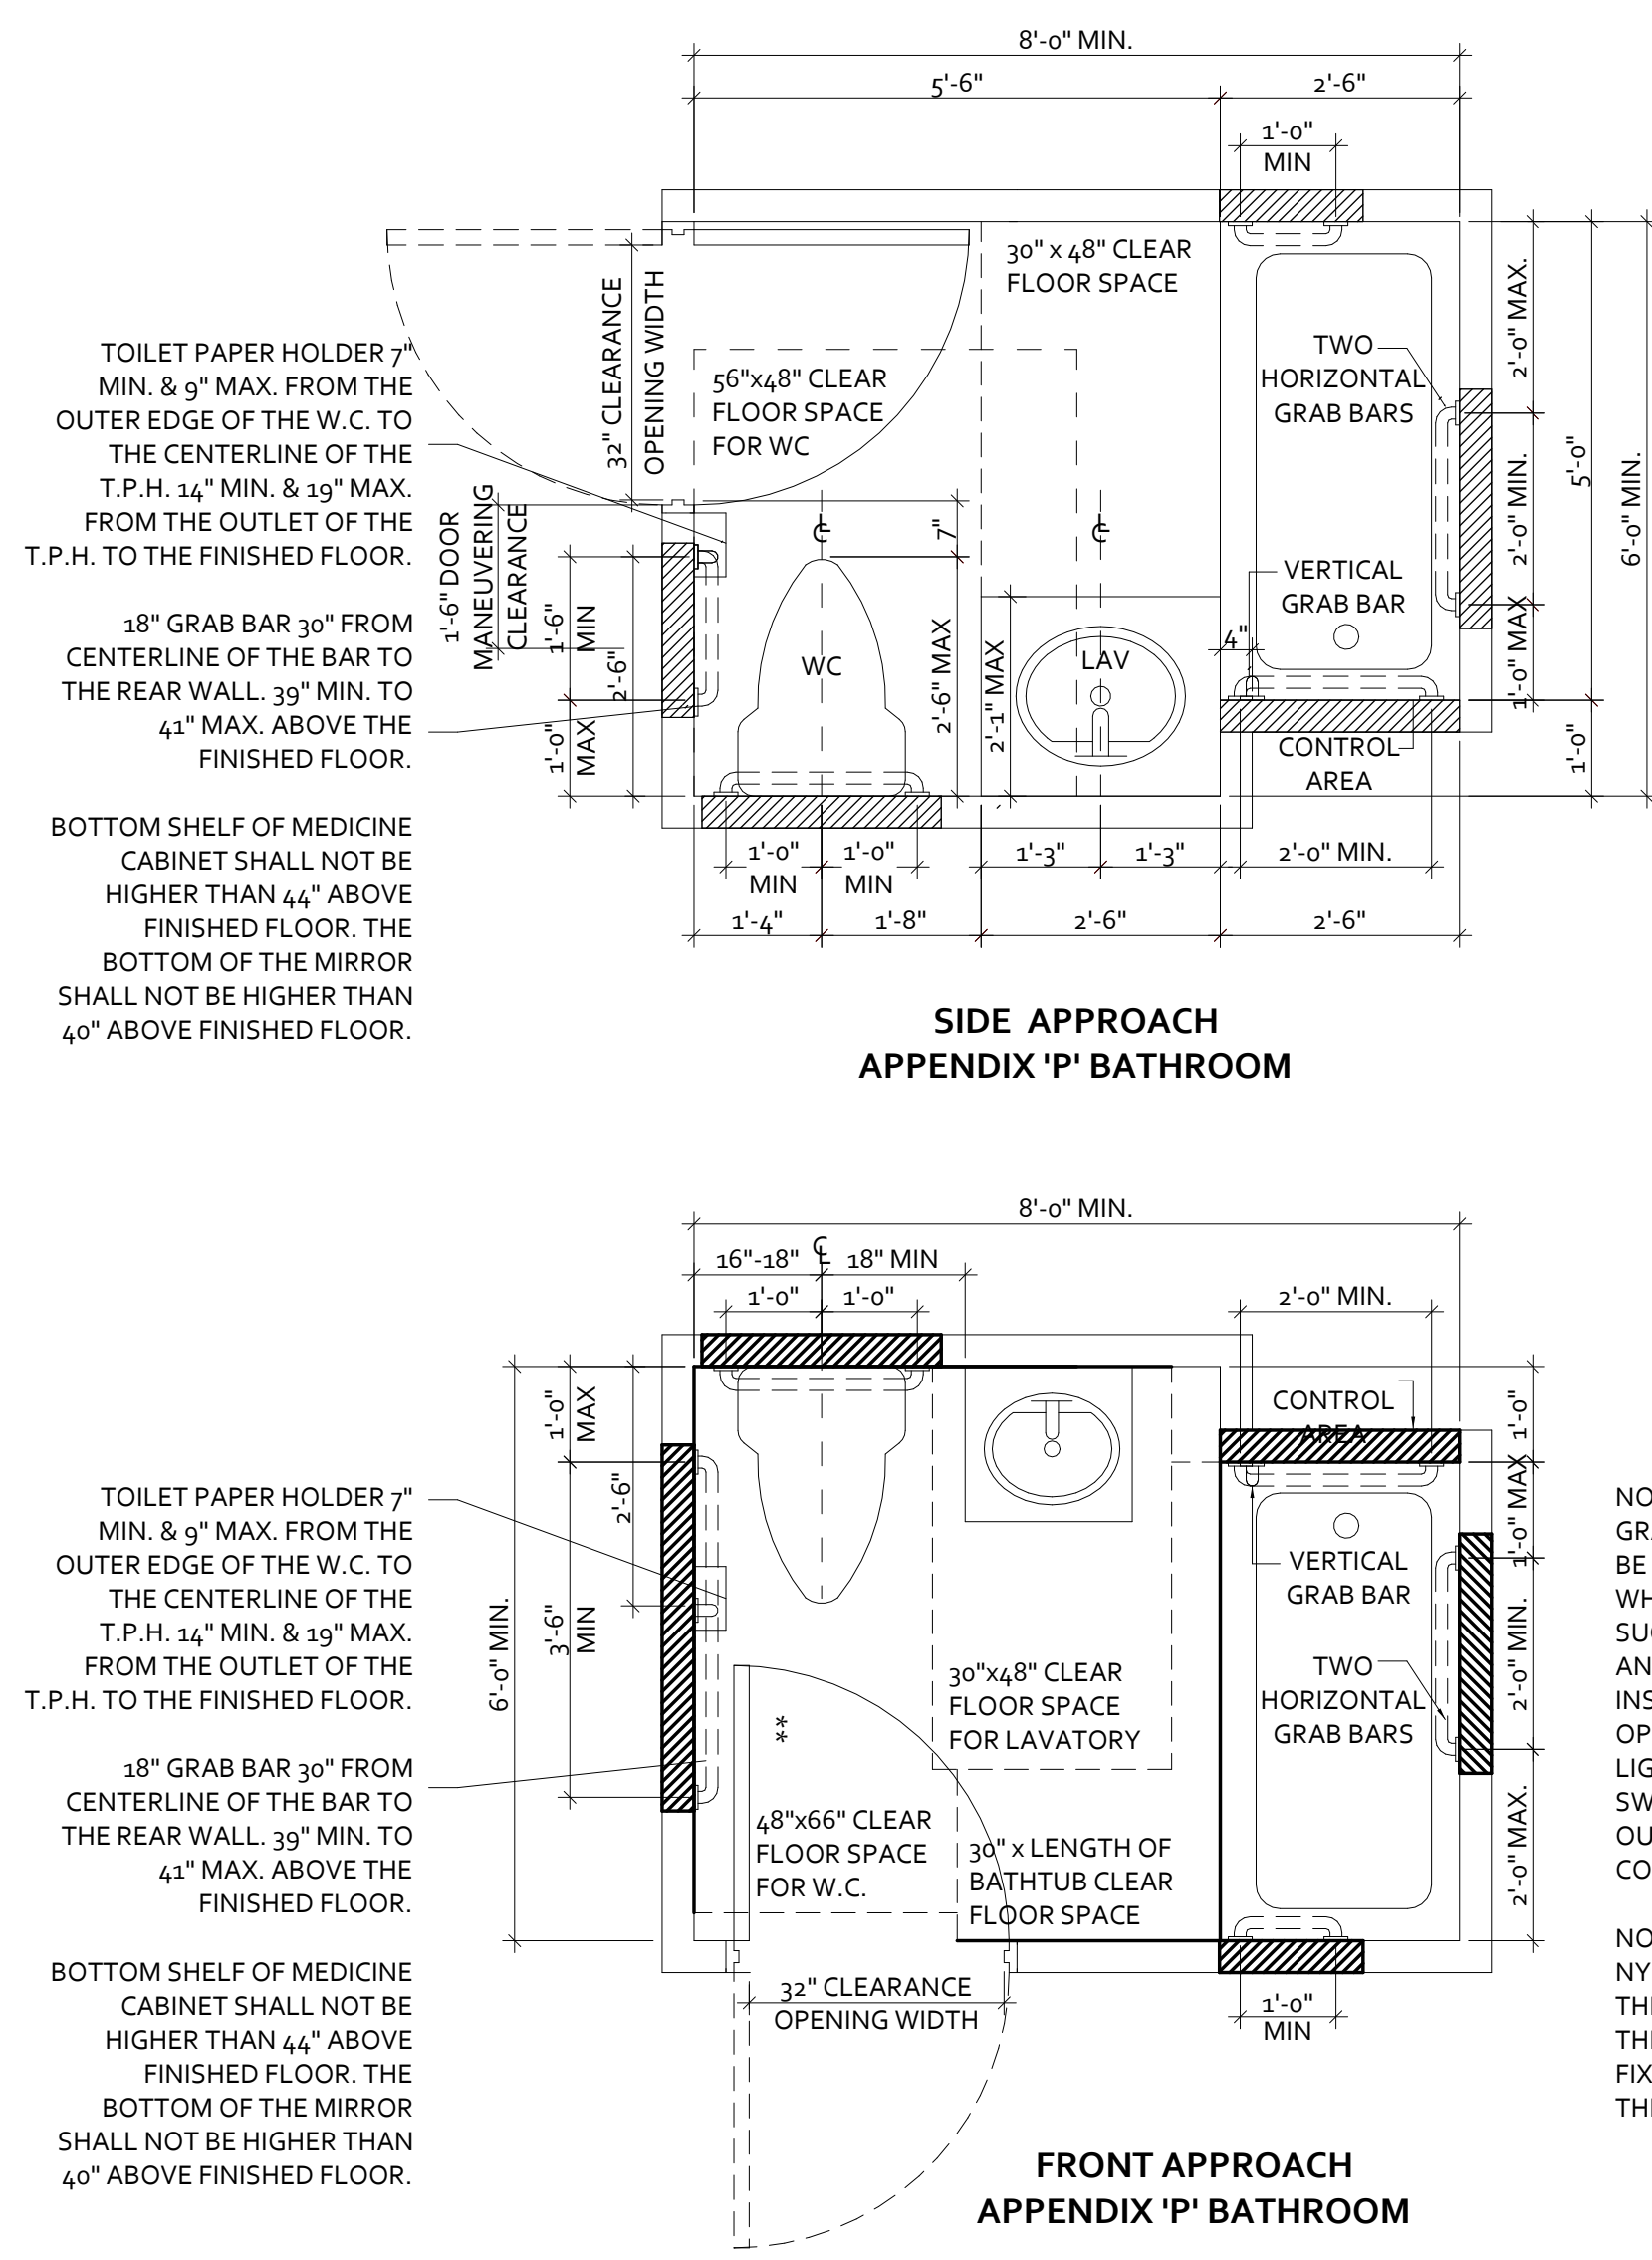 8'-0" MIN.
5'-6"
2'-6"
1'-0"
MIN
30" x 48" CLEAR
FLOOR SPACE
32" CLEARANCE
OPENING WIDTH
56"x48" CLEAR
FLOOR SPACE
FOR WC
TWO
HORIZONTAL
GRAB BARS
2'-0" MAX.
2'-0" MIN.
1'-0" MAX
5'-0"
6'-0" MIN.
1'-0"
TOILET PAPER HOLDER 7"
MIN. & 9" MAX. FROM THE
OUTER EDGE OF THE W.C. TO
THE CENTERLINE OF THE
T.P.H. 14" MIN. & 19" MAX.
FROM THE OUTLET OF THE
T.P.H. TO THE FINISHED FLOOR.
1'-6" DOOR
MANEUVERING
CLEARANCE
1'-6"
MIN
2'-6"
1'-0"
MAX
7"
2'-6" MAX
2'-1" MAX
WC
LAV
4"
VERTICAL
GRAB BAR
CONTROL
AREA
18" GRAB BAR 30" FROM
CENTERLINE OF THE BAR TO
THE REAR WALL. 39" MIN. TO
41" MAX. ABOVE THE
FINISHED FLOOR.
BOTTOM SHELF OF MEDICINE
CABINET SHALL NOT BE
HIGHER THAN 44" ABOVE
FINISHED FLOOR. THE
BOTTOM OF THE MIRROR
SHALL NOT BE HIGHER THAN
40" ABOVE FINISHED FLOOR.
1'-0"
MIN
1'-0"
MIN
1'-3"
1'-3"
2'-0" MIN.
1'-4"
1'-8"
2'-6"
2'-6"
SIDE APPROACH
APPENDIX 'P' BATHROOM
8'-0" MIN.
16"-18"
18" MIN
1'-0"
1'-0"
2'-0" MIN.
1'-0"
MAX
2'-6"
3'-6"
MIN
6'-0" MIN.
CONTROL
AREA
1'-0"
1'-0" MAX
2'-0" MIN.
2'-0" MAX.
VERTICAL
GRAB BAR
TWO
HORIZONTAL
GRAB BARS
TOILET PAPER HOLDER 7"
MIN. & 9" MAX. FROM THE
OUTER EDGE OF THE W.C. TO
THE CENTERLINE OF THE
T.P.H. 14" MIN. & 19" MAX.
FROM THE OUTLET OF THE
T.P.H. TO THE FINISHED FLOOR.
30"x48" CLEAR
FLOOR SPACE
FOR LAVATORY
**
48"x66" CLEAR
FLOOR SPACE
FOR W.C.
30" x LENGTH OF
BATHTUB CLEAR
FLOOR SPACE
18" GRAB BAR 30" FROM
CENTERLINE OF THE BAR TO
THE REAR WALL. 39" MIN. TO
41" MAX. ABOVE THE
FINISHED FLOOR.
32" CLEARANCE
OPENING WIDTH
1'-0"
MIN
BOTTOM SHELF OF MEDICINE
CABINET SHALL NOT BE
HIGHER THAN 44" ABOVE
FINISHED FLOOR. THE
BOTTOM OF THE MIRROR
SHALL NOT BE HIGHER THAN
40" ABOVE FINISHED FLOOR.
FRONT APPROACH
APPENDIX 'P' BATHROOM
BE